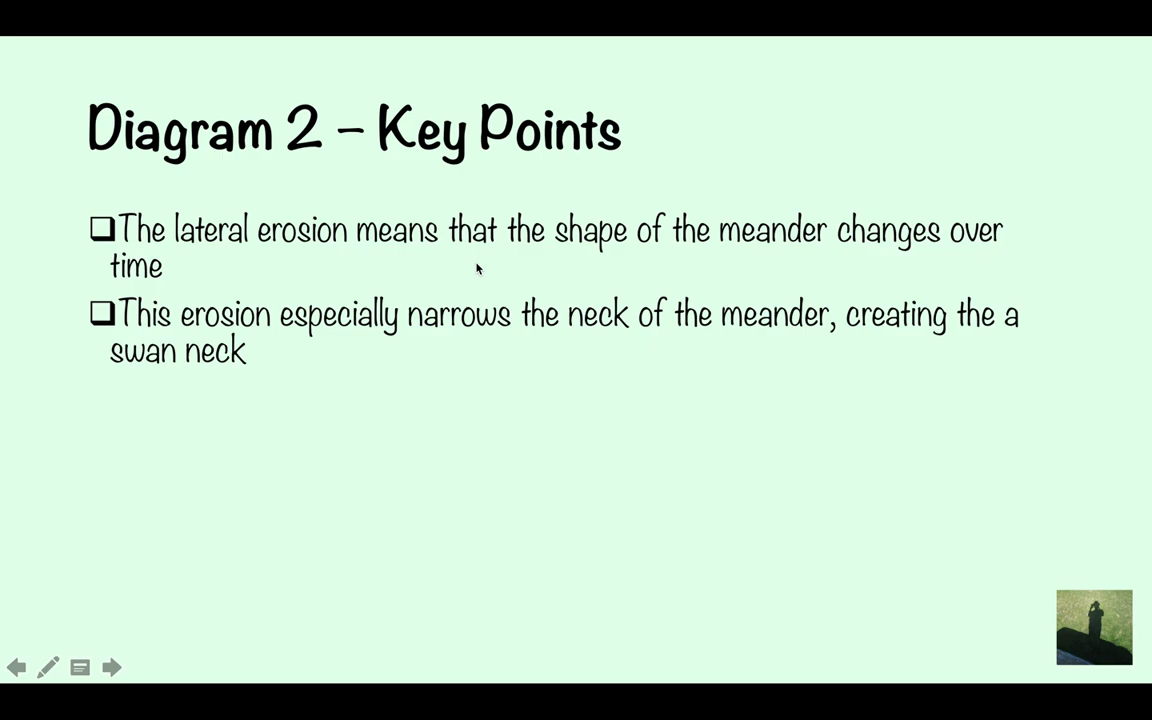 Diagram 2 – Key Points
The lateral erosion means that the shape of the meander changes over
time
This erosion especially narrows the neck of the meander, creating the a
swan neck